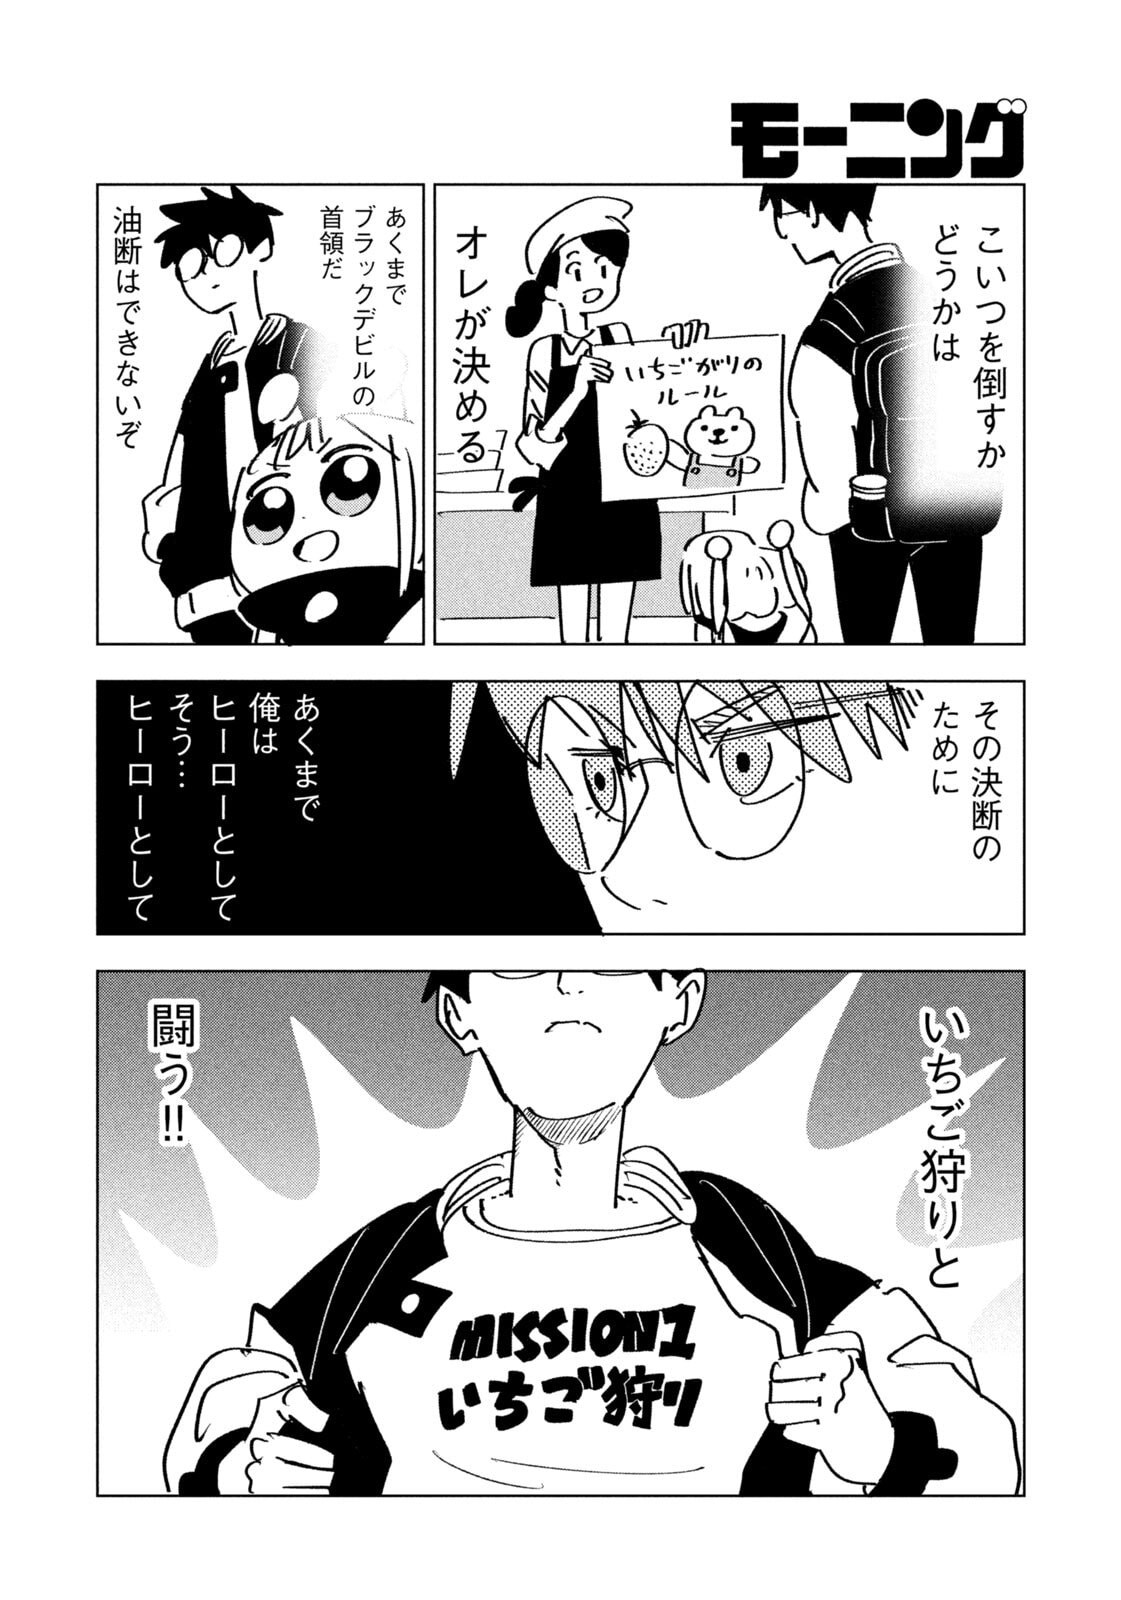 モーニング
こいつを倒すか
どうかは
いちごがりの
ルール
オレが決める
あくまで
ブラックデビルの
首領だ
油断はできないぞ
その決断の
ために
あくまで
俺は
ヒーローとして
そう…
ヒーローとして
いちご狩りと
闘う!!
MISSION1
いちご狩り